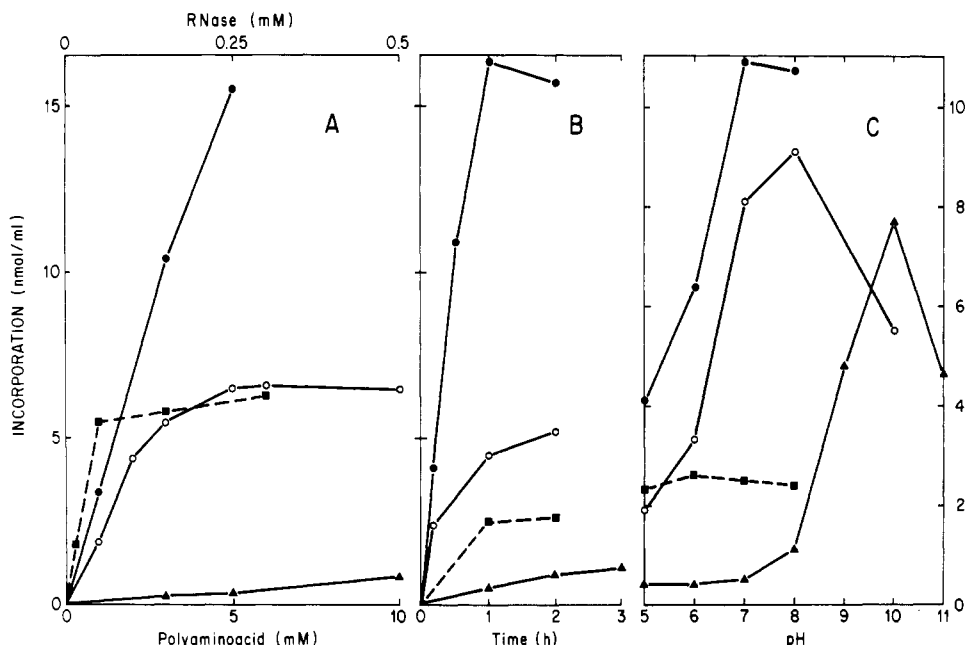 RNase (mM)
0 0.25 0.5
A B C
INCORPORATION (nmol/ml)
15
10
5
0
10
8
6
4
2
0
0 5 10
0 1 2 3
5 6 7 8 9 10 11
Polyaminoacid (mM) Time (h) pH